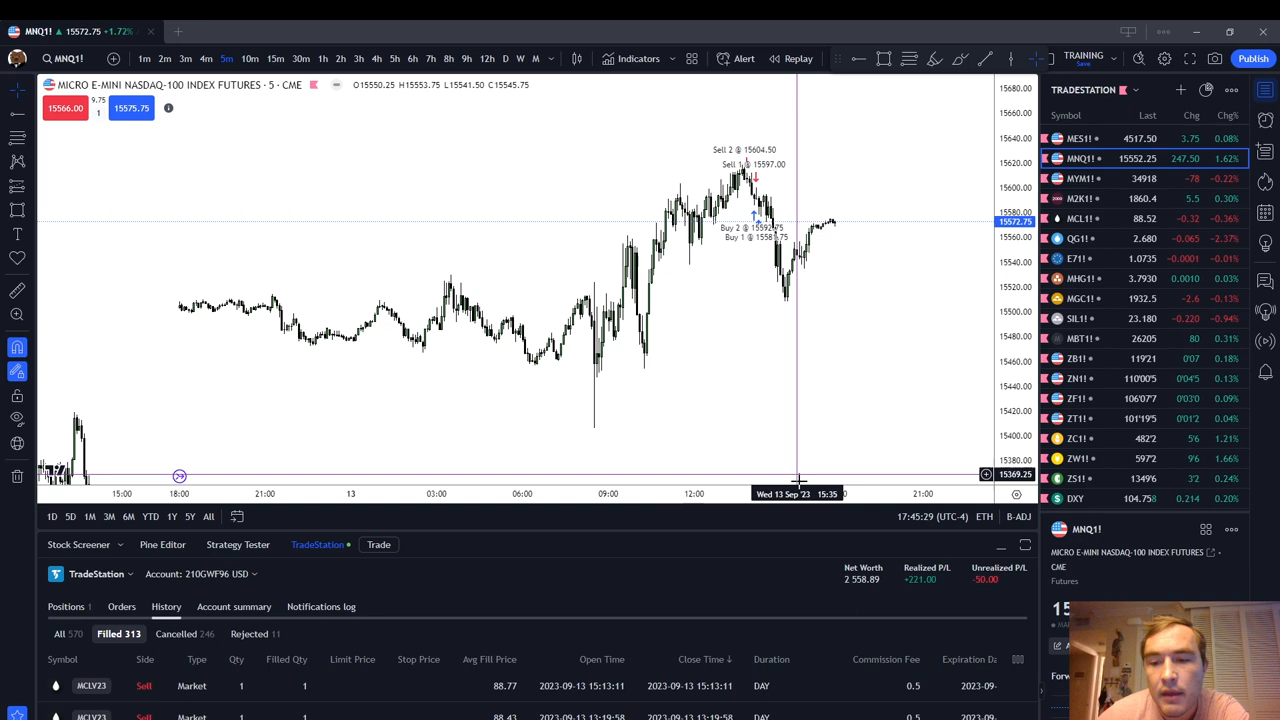 MNQ1! ▲ 15572.75 +1.72%
MNQ1! 1m 2m 3m 4m 5m 10m 15m 30m 1h 2h 3h 4h 5h 6h 7h 8h 9h 12h D W M Indicators Alert Replay TRAINING Save Publish
MICRO E-MINI NASDAQ-100 INDEX FUTURES · 5 · CME O15550.25 H15553.75 L15541.50 C15545.75
15566.00 9.75 1 15575.75
Sell 2 @ 15604.50
Sell 1 @ 15597.00
Buy 2 @ 15592.75
Buy 1 @ 15581.75
15680.00
15660.00
15640.00
15620.00
15600.00
15580.00
15572.75
15560.00
15540.00
15520.00
15500.00
15480.00
15460.00
15440.00
15420.00
15400.00
15380.00
15369.25
15:00 18:00 21:00 13 03:00 06:00 09:00 12:00 Wed 13 Sep '23 15:35 21:00
1D 5D 1M 3M 6M YTD 1Y 5Y All 17:45:29 (UTC-4) ETH B-ADJ
Stock Screener Pine Editor Strategy Tester TradeStation Trade
TradeStation Account: 210GWF96 USD
Net Worth Realized P/L Unrealized P/L
2 558.89 +221.00 -50.00
Positions 1 Orders History Account summary Notifications log
All 570 Filled 313 Cancelled 246 Rejected 11
Symbol Side Type Qty Filled Qty Limit Price Stop Price Avg Fill Price Open Time Close Time ↓ Duration Commission Fee Expiration Da
MCLV23 Sell Market 1 1 88.77 2023-09-13 15:13:11 2023-09-13 15:13:11 DAY 0.5 2023-09-
MCLV23 Sell Market 1 1 88.43 2023-09-13 13:19:58 2023-09-13 13:19:58 DAY 0.5 2023-09-
TRADESTATION
Symbol Last Chg Chg%
MES1! 4517.50 3.75 0.08%
MNQ1! 15552.25 247.50 1.62%
MYM1! 34918 -78 -0.22%
M2K1! 1860.4 5.5 0.30%
MCL1! 88.52 -0.32 -0.36%
QG1! 2.680 -0.065 -2.37%
E71! 1.0735 -0.0001 -0.01%
MHG1! 3.7930 0.0010 0.03%
MGC1! 1932.5 -2.6 -0.13%
SIL1! 23.180 -0.220 -0.94%
MBT1! 26205 80 0.31%
ZB1! 119'21 0'07 0.18%
ZN1! 110'00'5 0'04'5 0.13%
ZF1! 106'07'7 0'03'0 0.09%
ZT1! 101'19'5 0'01'2 0.04%
ZC1! 482'2 5'6 1.21%
ZW1! 597'2 9'6 1.66%
ZS1! 1349'6 3'2 0.24%
DXY 104.758 0.214 0.20%
MNQ1!
MICRO E-MINI NASDAQ-100 INDEX FUTURES ·
CME
Futures